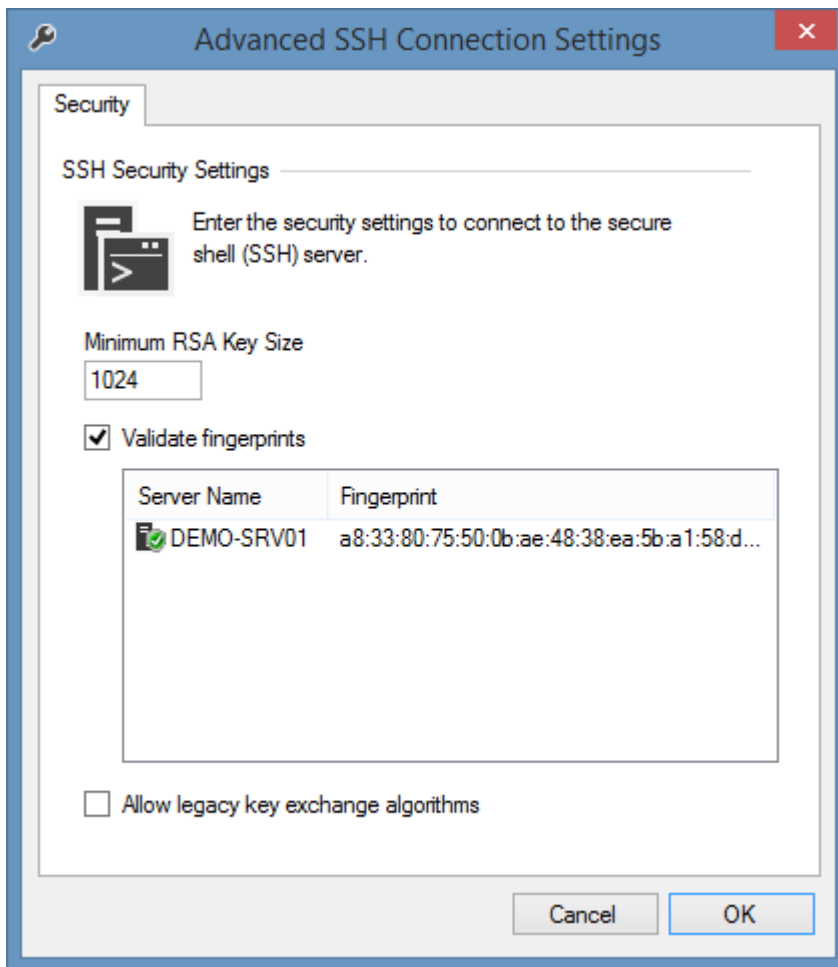 Advanced SSH Connection Settings
Security
SSH Security Settings
Enter the security settings to connect to the secure
shell (SSH) server.
Minimum RSA Key Size
1024
Validate fingerprints
Server Name Fingerprint
DEMO-SRV01 a8:33:80:75:50:0b:ae:48:38:ea:5b:a1:58:d...
Allow legacy key exchange algorithms
Cancel OK